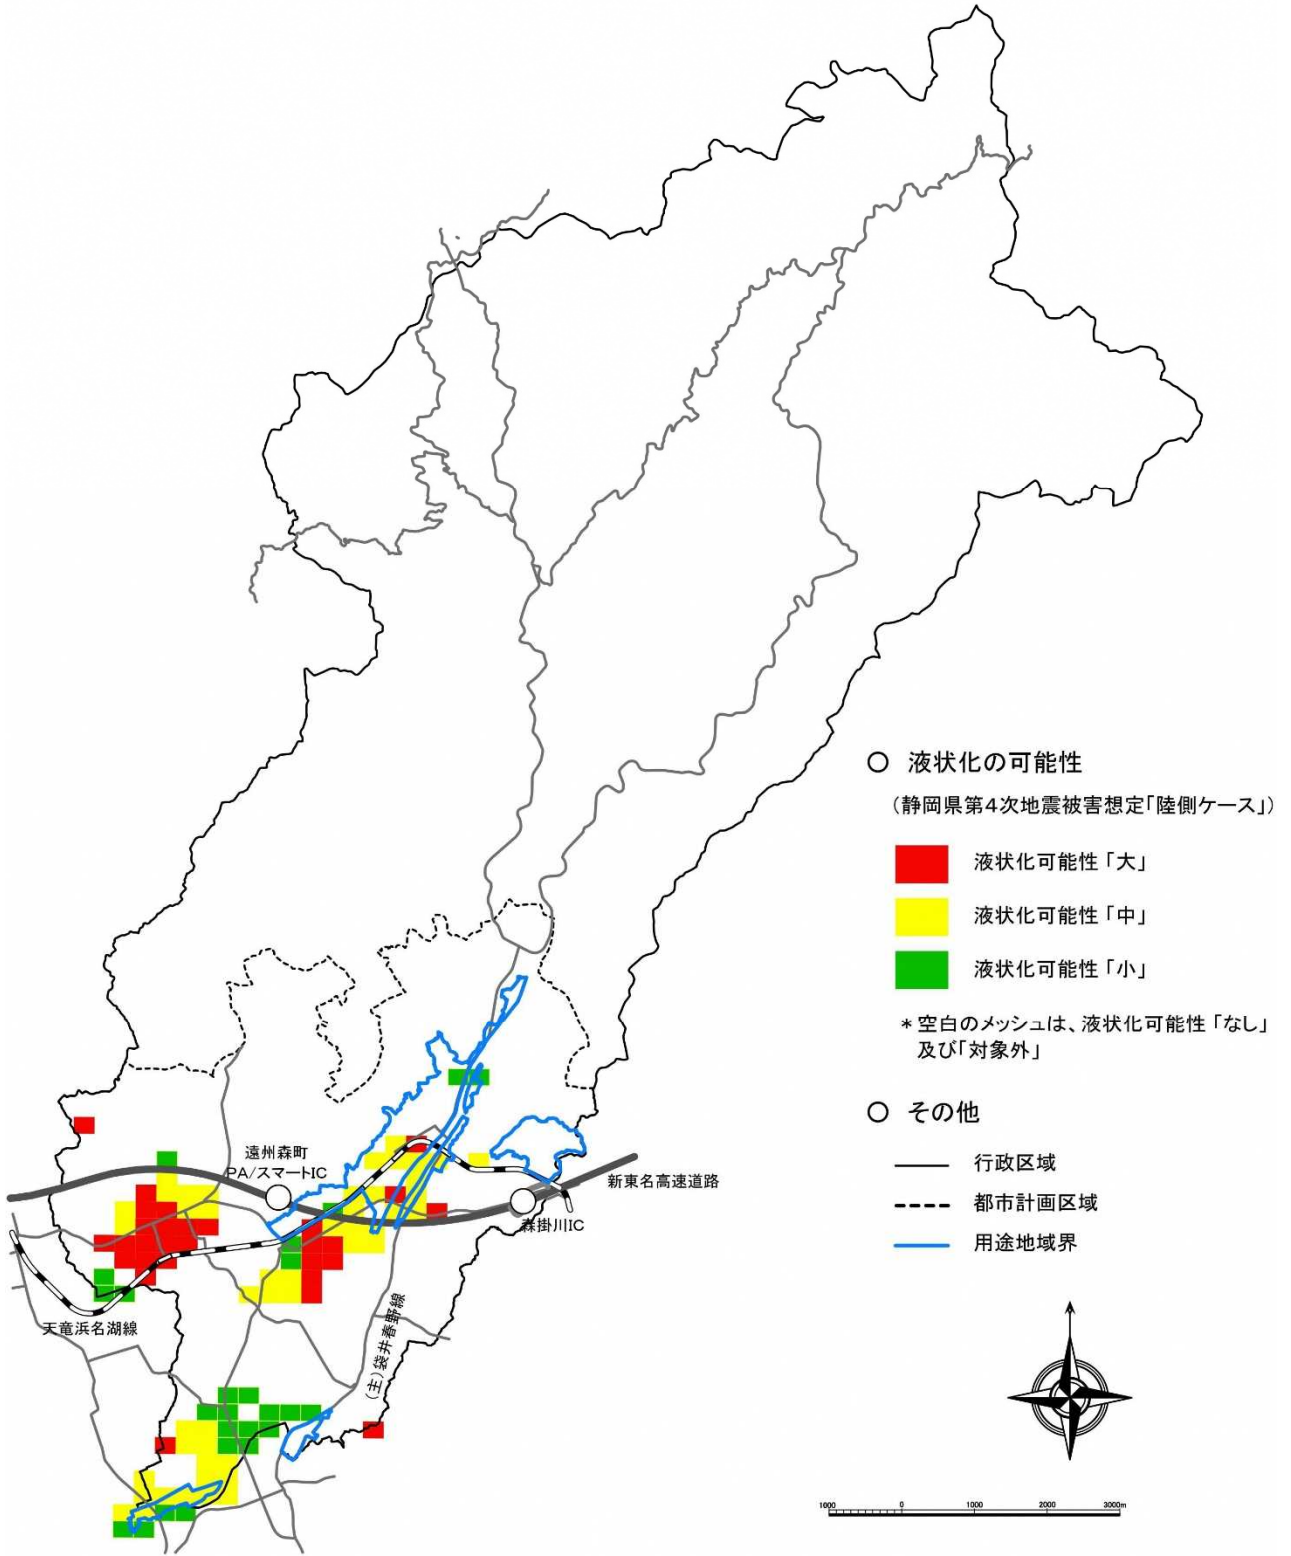 ○ 液状化の可能性
（静岡県第4次地震被害想定「陸側ケース」）
液状化可能性「大」
液状化可能性「中」
液状化可能性「小」
＊空白のメッシュは、液状化可能性「なし」
及び「対象外」
○ その他
行政区域
都市計画区域
用途地域界
遠州森町
PA/スマートIC
新東名高速道路
森掛川IC
天竜浜名湖線
（主）袋井春野線
1000 0 1000 2000 3000m